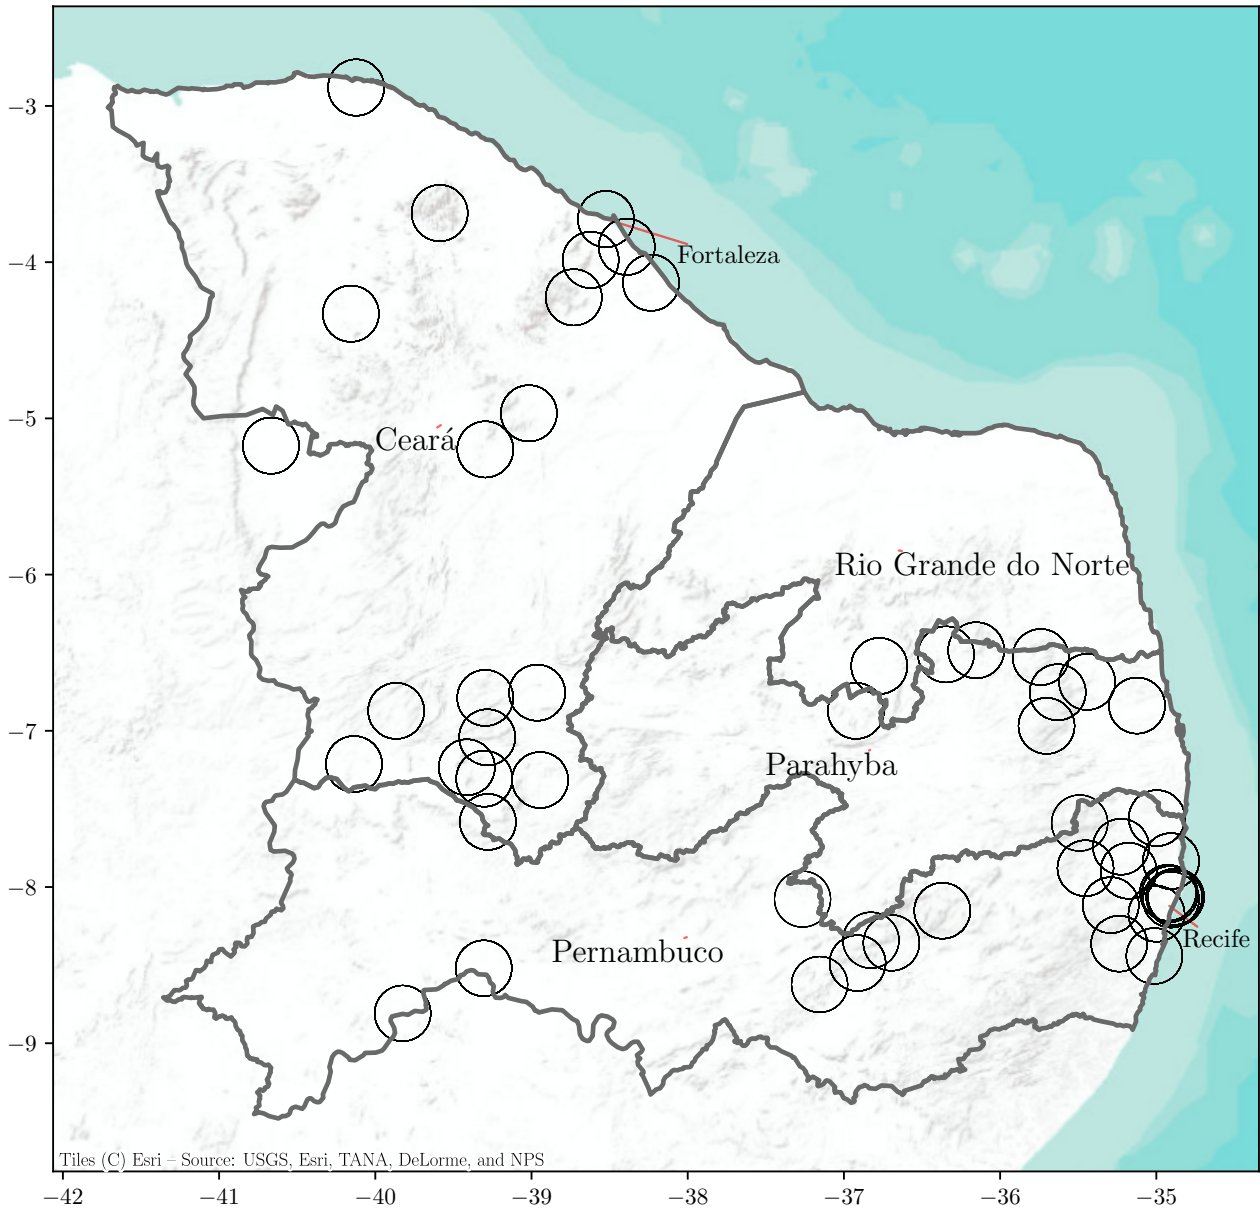 −3
Fortaleza
−4
−5
Ceará
−6
Rio Grande do Norte
−7
Parahyba
−8
Pernambuco
Recife
−9
Tiles (C) Esri – Source: USGS, Esri, TANA, DeLorme, and NPS
−42 −41 −40 −39 −38 −37 −36 −35